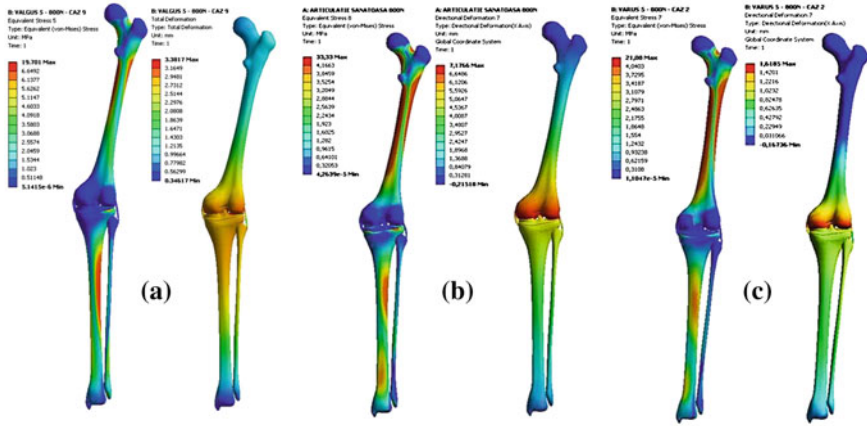 B: VALGUS 5 - 800N - CAZ 9
Equivalent Stress 5
Type: Equivalent (von-Mises) Stress
Unit: MPa
Time: 1
19.701 Max
6.6492
6.1377
5.6262
5.1147
4.6033
4.0918
3.5803
3.0688
2.5574
2.0459
1.5344
1.023
0.51148
5.1415e-6 Min
B: VALGUS 5 - 800N - CAZ 9
Total Deformation
Type: Total Deformation
Unit: mm
Time: 1
3.3817 Max
3.1649
2.9481
2.7312
2.5144
2.2976
2.0808
1.8639
1.6471
1.4303
1.2135
0.99664
0.77982
0.56299
0.34617 Min
(a)
A: ARTICULATIE SANATOASA 800N
Equivalent Stress 8
Type: Equivalent (von-Mises) Stress
Unit: MPa
Time: 1
33,33 Max
4,1663
3,8459
3,5254
3,2049
2,8844
2,5639
2,2434
1,923
1,6025
1,282
0,9615
0,64101
0,32053
4,2639e-5 Min
A: ARTICULATIE SANATOASA 800N
Directional Deformation 7
Type: Directional Deformation(Y Axis)
Unit: mm
Global Coordinate System
Time: 1
7,1766 Max
6,6486
6,1206
5,5926
5,0647
4,5367
4,0087
3,4807
2,9527
2,4247
1,8968
1,3688
0,84079
0,31281
-0,21518 Min
(b)
B: VARUS 5 - 800N - CAZ 2
Equivalent Stress 7
Type: Equivalent (von-Mises) Stress
Unit: MPa
Time: 1
21,08 Max
4,0403
3,7295
3,4187
3,1079
2,7971
2,4863
2,1755
1,8648
1,554
1,2432
0,93238
0,62159
0,3108
B: VARUS 5 - 800N - CAZ 2
Directional Deformation 7
Type: Directional Deformation(X Axis)
Unit: mm
Global Coordinate System
Time: 1
1,6185 Max
1,4201
1,2216
1,0232
0,82478
0,62635
0,42792
0,22949
0,031066
-0,16736 Min
(c)